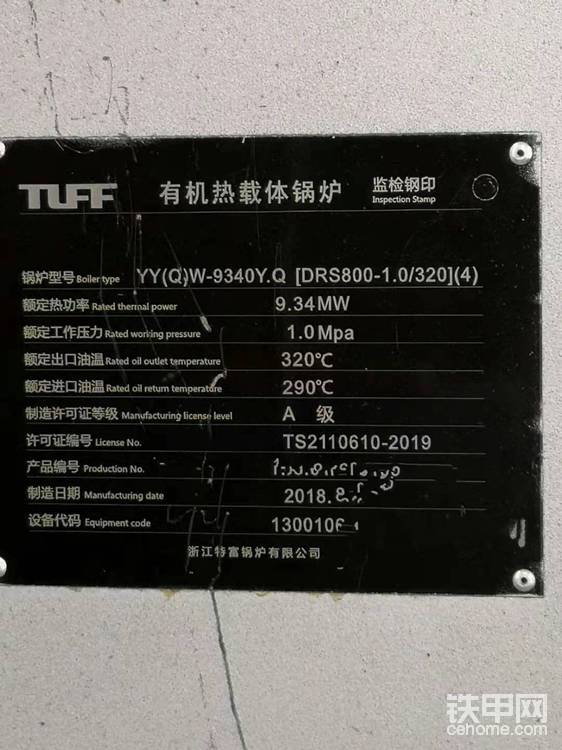 TUFF 有机热载体锅炉 监检钢印
Inspection Stamp
锅炉型号 Boiler type YY(Q)W-9340Y.Q [DRS800-1.0/320](4)
额定热功率 Rated thermal power 9.34MW
额定工作压力 Rated working pressure 1.0Mpa
额定出口油温 Rated oil outlet temperature 320℃
额定进口油温 Rated oil return temperature 290℃
制造许可证等级 Manufacturing license level A 级
许可证编号 License No. TS2110610-2019
产品编号 Production No.
制造日期 Manufacturing date 2018.
设备代码 Equipment code
浙江特富锅炉有限公司
铁甲网
cehome.com